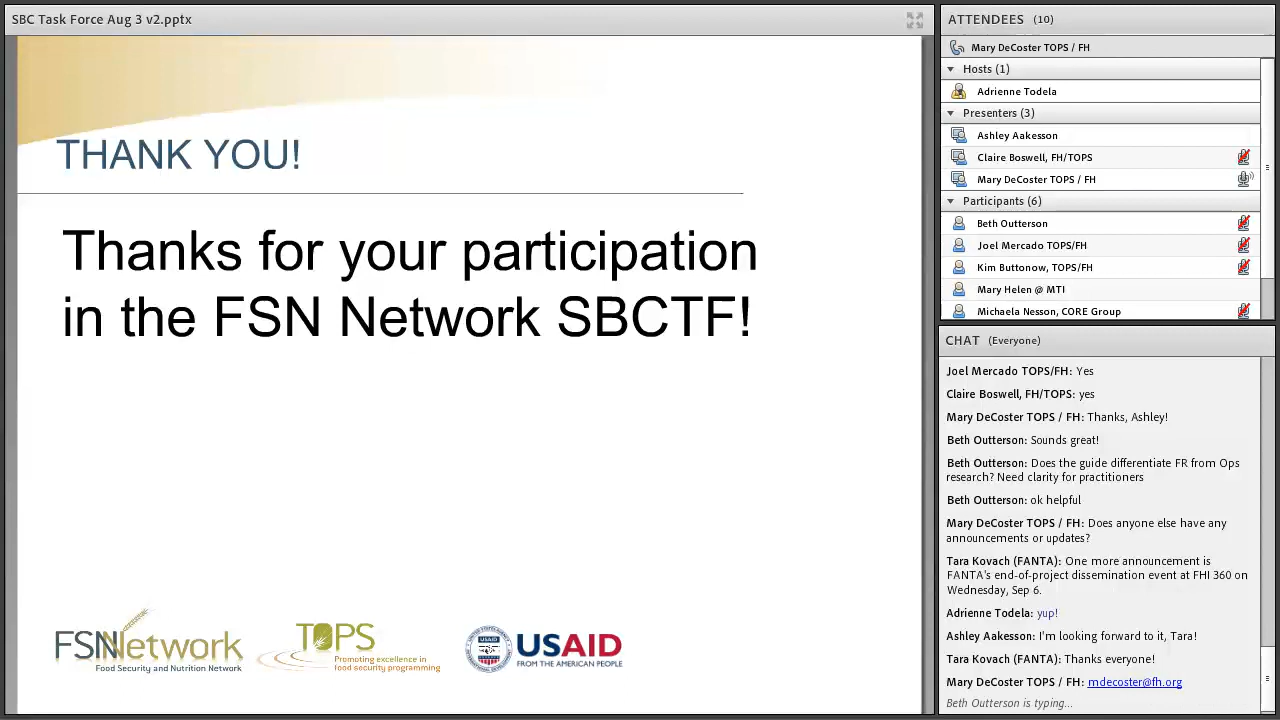 SBC Task Force Aug 3 v2.pptx
THANK YOU!
Thanks for your participation
in the FSN Network SBCTF!
FSN Network
Food Security and Nutrition Network
TOPS
Promoting excellence in
food security programming
USAID
FROM THE AMERICAN PEOPLE
ATTENDEES (10)
Mary DeCoster TOPS / FH
Hosts (1)
Adrienne Todela
Presenters (3)
Ashley Aakesson
Claire Boswell, FH/TOPS
Mary DeCoster TOPS / FH
Participants (6)
Beth Outterson
Joel Mercado TOPS/FH
Kim Buttonow, TOPS/FH
Mary Helen @ MTI
Michaela Nesson, CORE Group
CHAT (Everyone)
Joel Mercado TOPS/FH: Yes
Claire Boswell, FH/TOPS: yes
Mary DeCoster TOPS / FH: Thanks, Ashley!
Beth Outterson: Sounds great!
Beth Outterson: Does the guide differentiate FR from Ops
research? Need clarity for practitioners
Beth Outterson: ok helpful
Mary DeCoster TOPS / FH: Does anyone else have any
announcements or updates?
Tara Kovach (FANTA): One more announcement is
FANTA's end-of-project dissemination event at FHI 360 on
Wednesday, Sep 6.
Adrienne Todela: yup!
Ashley Aakesson: I'm looking forward to it,
Tara Kovach (FANTA): everyone!
Mary DeCoster TOPS / FH: mdecoster@fh.org
Beth Outterson is typing...